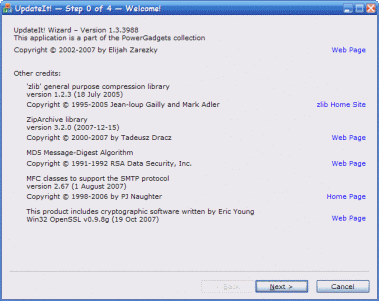 UpdateIt! — Step 0 of 4 — Welcome!
UpdateIt! Wizard – Version 1.3.3988
This application is a part of the PowerGadgets collection
Copyright © 2002-2007 by Elijah Zarezky Web Page
Other credits:
'zlib' general purpose compression library
version 1.2.3 (18 July 2005)
Copyright © 1995-2005 Jean-loup Gailly and Mark Adler zlib Home Site
ZipArchive library
version 3.2.0 (2007-12-15)
Copyright © 2000-2007 by Tadeusz Dracz Web Page
MD5 Message-Digest Algorithm
Copyright © 1991-1992 RSA Data Security, Inc. Web Page
MFC classes to support the SMTP protocol
version 2.67 (1 August 2007)
Copyright © 1998-2006 by PJ Naughter Home Page
This product includes cryptographic software written by Eric Young
Win32 OpenSSL v0.9.8g (19 Oct 2007) Web Page
< Back Next > Cancel